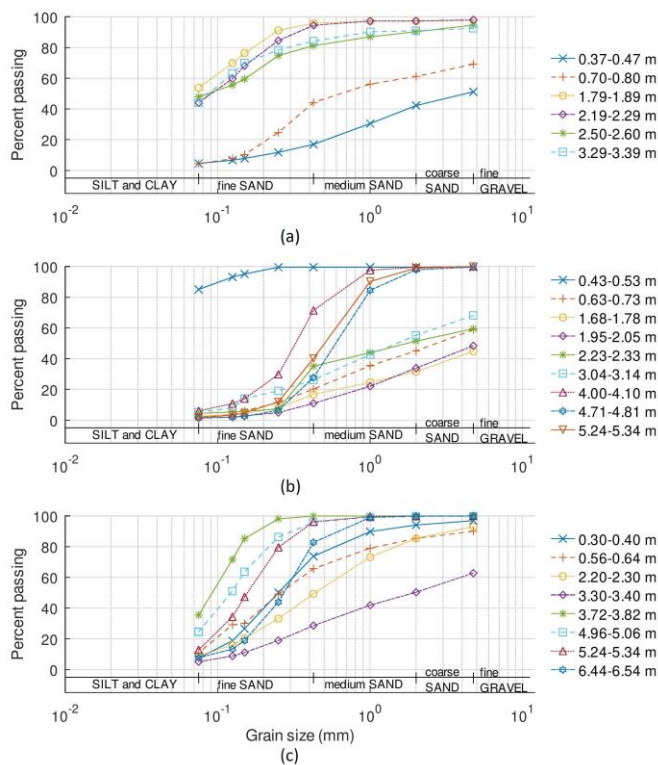 100
80
60
40
20
0
Percent passing
SILT and CLAY
fine SAND
medium SAND
coarse
SAND
fine
GRAVEL
10-2
10-1
100
101
(a)
0.37-0.47 m
0.70-0.80 m
1.79-1.89 m
2.19-2.29 m
2.50-2.60 m
3.29-3.39 m
100
80
60
40
20
0
Percent passing
SILT and CLAY
fine SAND
medium SAND
coarse
SAND
fine
GRAVEL
10-2
10-1
100
101
(b)
0.43-0.53 m
0.63-0.73 m
1.68-1.78 m
1.95-2.05 m
2.23-2.33 m
3.04-3.14 m
4.00-4.10 m
4.71-4.81 m
5.24-5.34 m
100
80
60
40
20
0
Percent passing
SILT and CLAY
fine SAND
medium SAND
coarse
SAND
fine
GRAVEL
10-2
10-1
100
101
Grain size (mm)
(c)
0.30-0.40 m
0.56-0.64 m
2.20-2.30 m
3.30-3.40 m
3.72-3.82 m
4.96-5.06 m
5.24-5.34 m
6.44-6.54 m